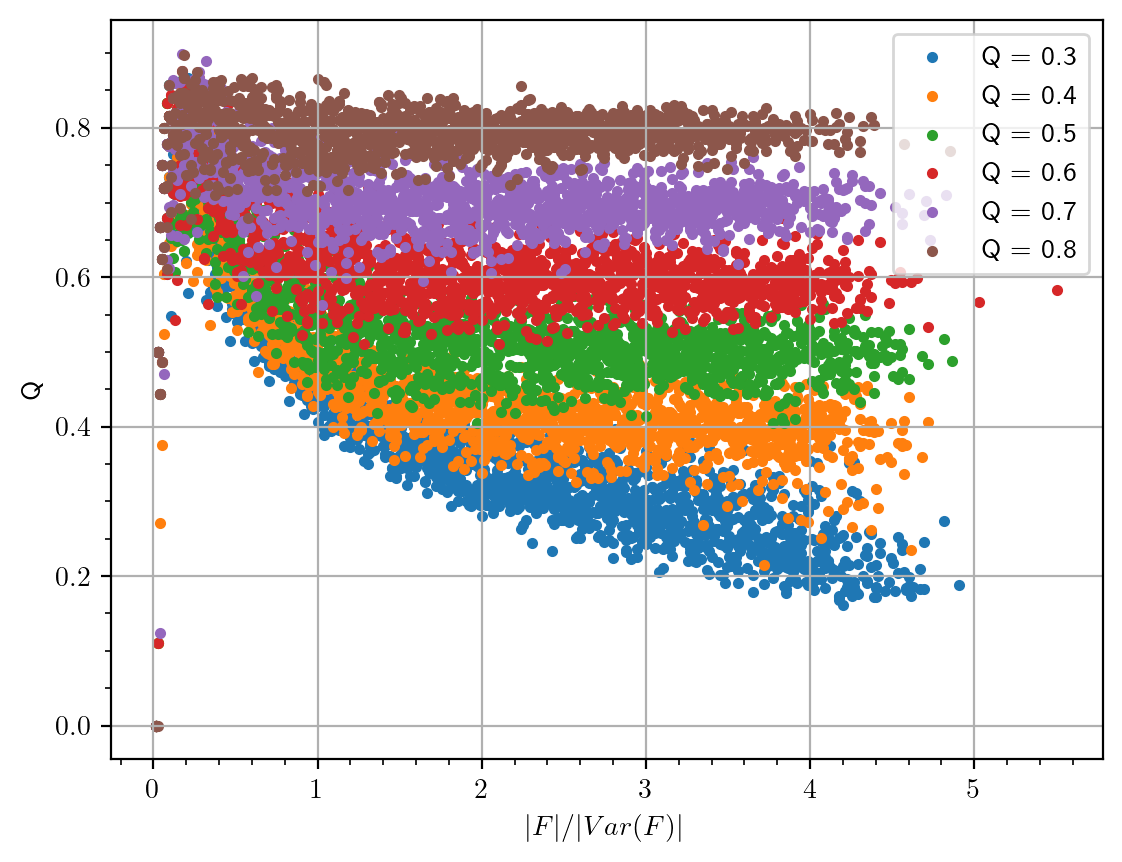 Q
0.8
0.6
0.4
0.2
0.0
0 1 2 3 4 5
|F|/|Var(F)|
Q = 0.3
Q = 0.4
Q = 0.5
Q = 0.6
Q = 0.7
Q = 0.8